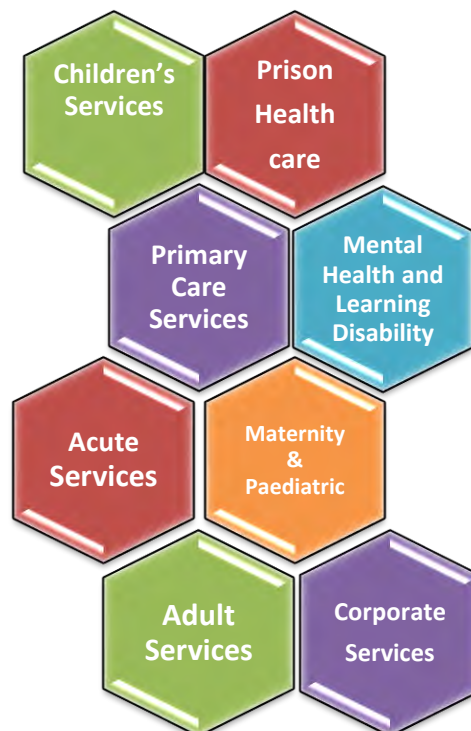 Children's
Services
Prison
Health
care
Primary
Care
Services
Mental
Health and
Learning
Disability
Acute
Services
Maternity
&
Paediatric
Adult
Services
Corporate
Services